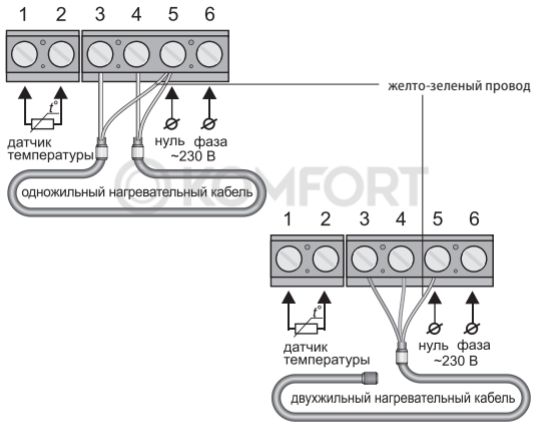 1 2 3 4 5 6
желто-зеленый провод
t°
датчик
температуры
нуль фаза
~230 В
KOMFORT
одножильный нагревательный кабель
1 2 3 4 5 6
t°
датчик
температуры
нуль фаза
~230 В
двухжильный нагревательный кабель